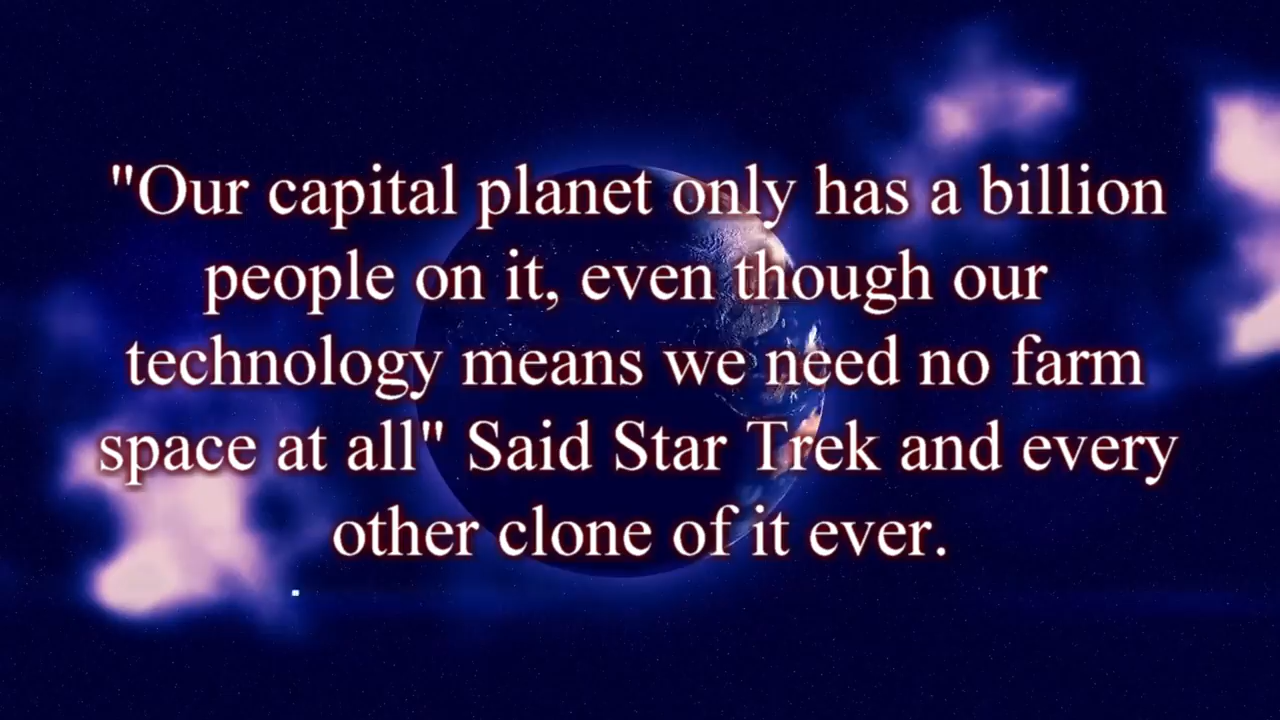 "Our capital planet only has a billion
people on it, even though our
technology means we need no farm
space at all" Said Star Trek and every
other clone of it ever.